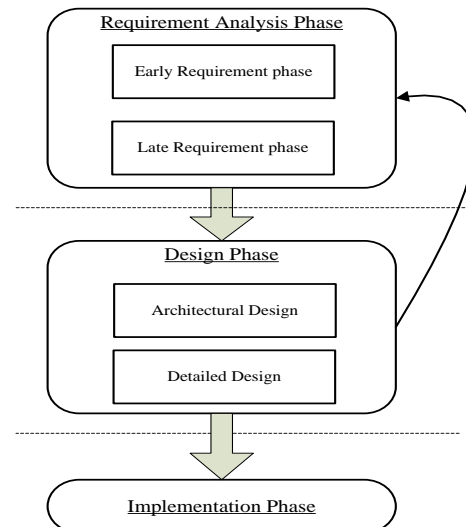 Requirement Analysis Phase
Early Requirement phase
Late Requirement phase
Design Phase
Architectural Design
Detailed Design
Implementation Phase